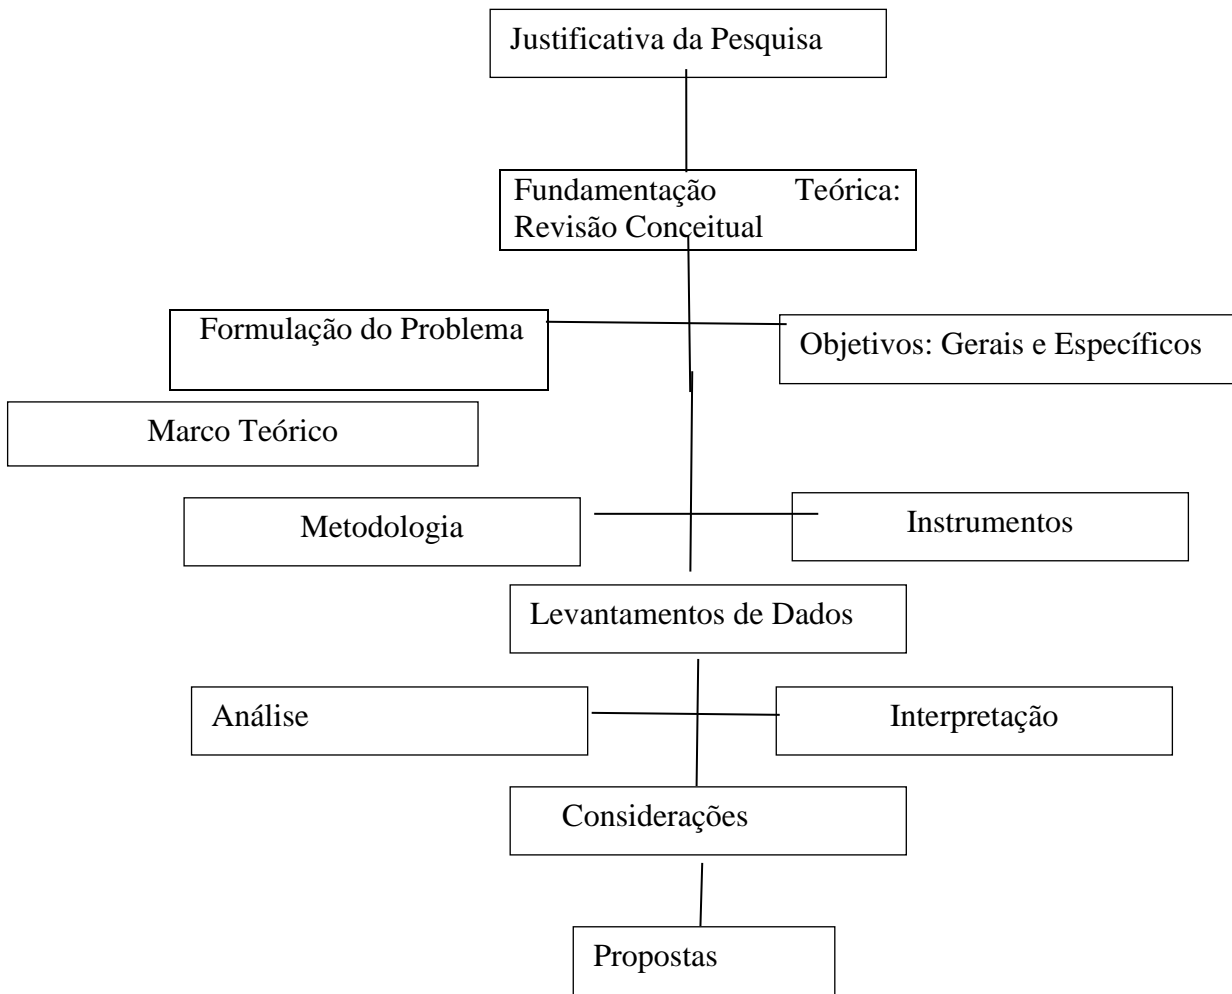 Justificativa da Pesquisa
Fundamentação Teórica:
Revisão Conceitual
Formulação do Problema
Objetivos: Gerais e Específicos
Marco Teórico
Metodologia
Instrumentos
Levantamentos de Dados
Análise
Interpretação
Considerações
Propostas